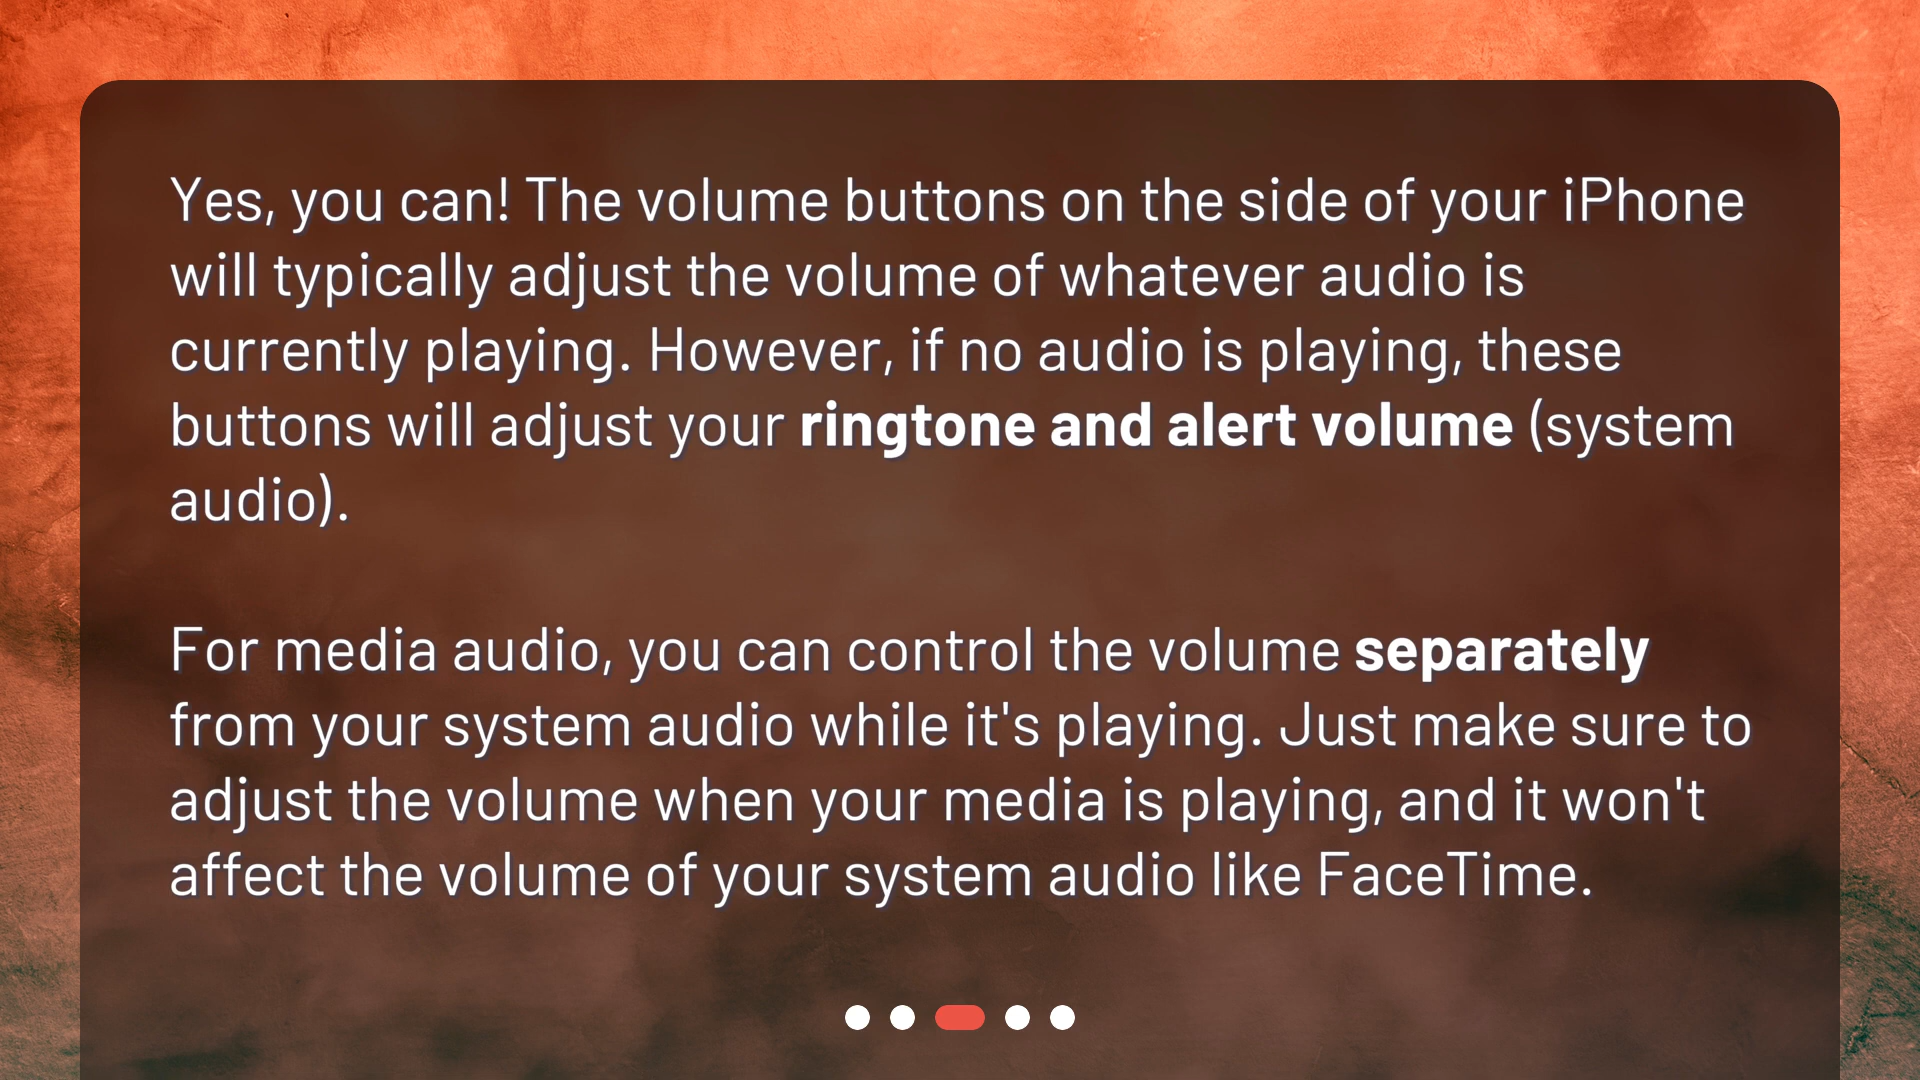 Yes, you can! The volume buttons on the side of your iPhone
will typically adjust the volume of whatever audio is
currently playing. However, if no audio is playing, these
buttons will adjust your ringtone and alert volume (system
audio).
For media audio, you can control the volume separately
from your system audio while it's playing. Just make sure to
adjust the volume when your media is playing, and it won't
affect the volume of your system audio like FaceTime.